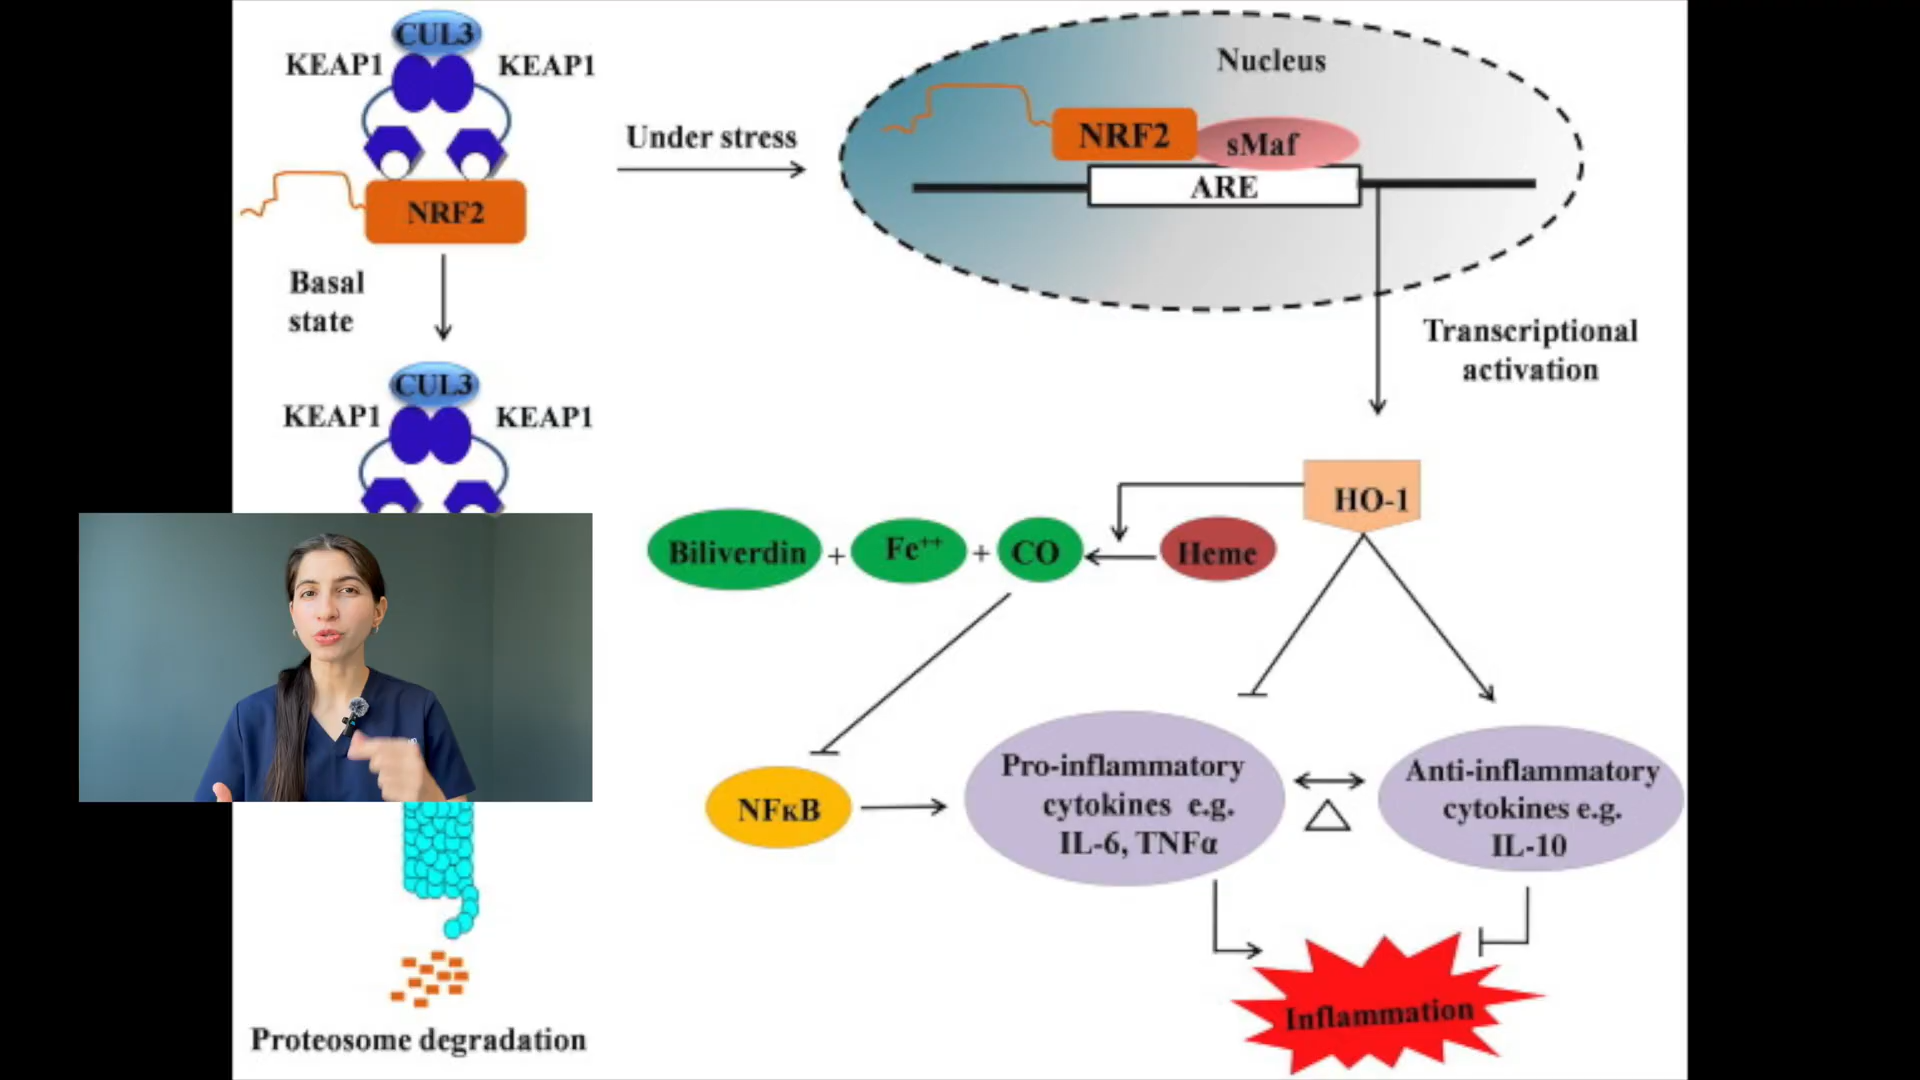 CUL3
KEAP1
KEAP1
NRF2
Basal
state
CUL3
KEAP1
KEAP1
Proteosome degradation
Under stress
Nucleus
NRF2
sMaf
ARE
Transcriptional
activation
HO-1
Biliverdin + Fe++ + CO
Heme
NFκB
Pro-inflammatory
cytokines e.g.
IL-6, TNFα
Anti-inflammatory
cytokines e.g.
IL-10
Inflammation